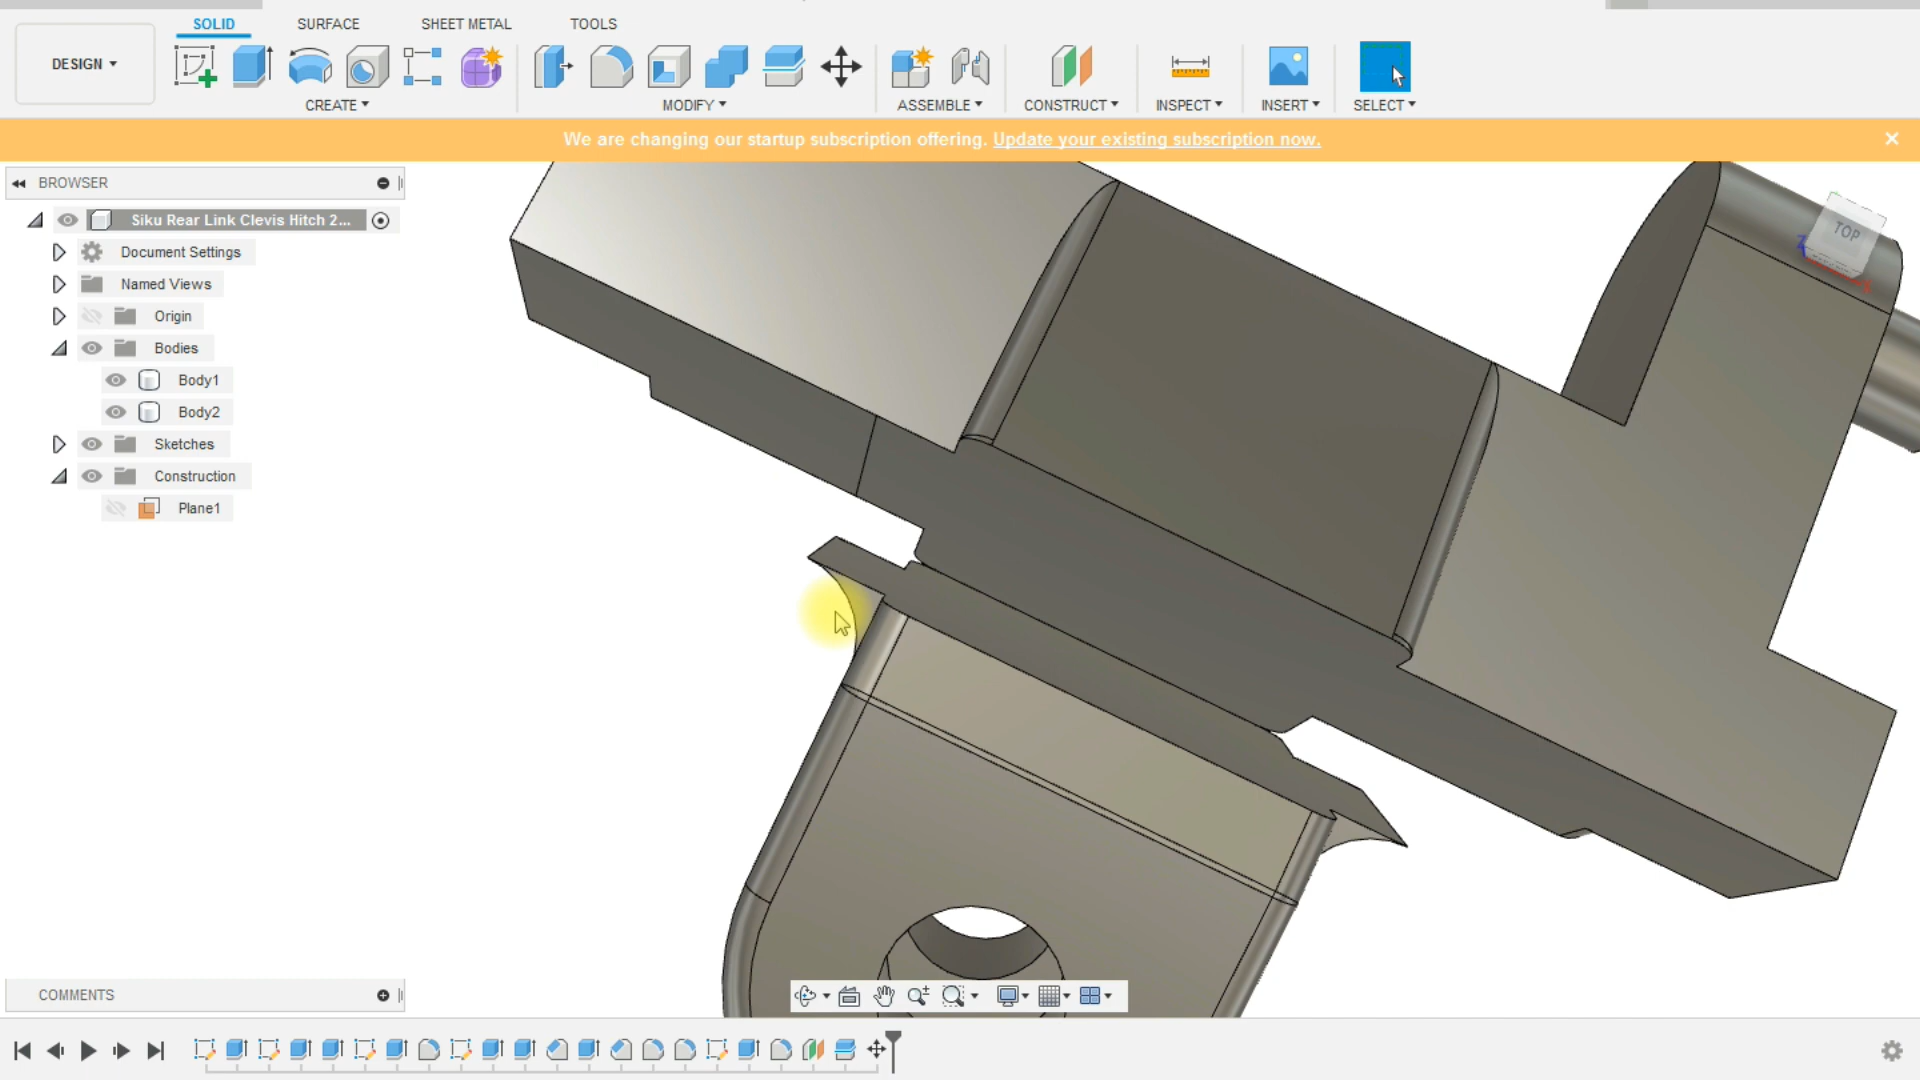 SOLID SURFACE SHEET METAL TOOLS
DESIGN
CREATE MODIFY ASSEMBLE CONSTRUCT INSPECT INSERT SELECT
We are changing our startup subscription offering. Update your existing subscription now.
BROWSER
Siku Rear Link Clevis Hitch 2...
Document Settings
Named Views
Origin
Bodies
Body1
Body2
Sketches
Construction
Plane1
TOP
Z
COMMENTS